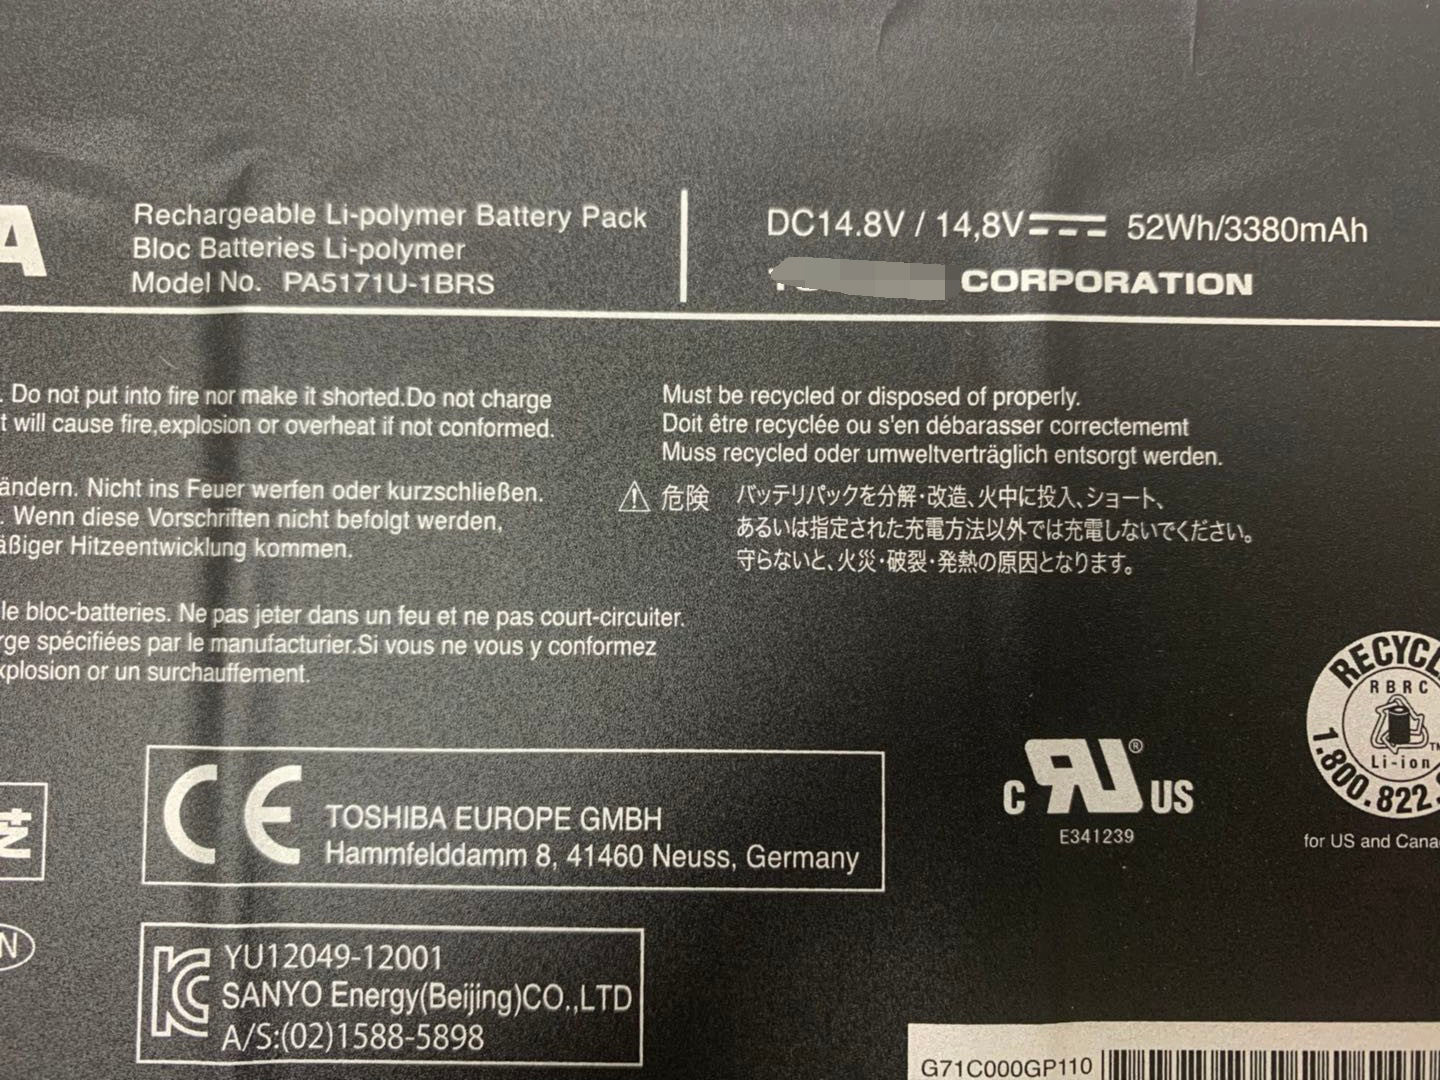 A
Rechargeable Li-polymer Battery Pack
Bloc Batteries Li-polymer
Model No. PA5171U-1BRS
DC14.8V / 14,8V 52Wh/3380mAh
CORPORATION
. Do not put into fire nor make it shorted.Do not charge
t will cause fire,explosion or overheat if not conformed.
ändern. Nicht ins Feuer werfen oder kurzschließen.
. Wenn diese Vorschriften nicht befolgt werden,
äßiger Hitzeentwicklung kommen.
le bloc-batteries. Ne pas jeter dans un feu et ne pas court-circuiter.
rge spécifiées par le manufacturier.Si vous ne vous y conformez
xplosion or un surchauffement.
Must be recycled or disposed of properly.
Doit être recyclée ou s'en débarasser correctememt
Muss recycled oder umweltverträglich entsorgt werden.
危険 バッテリパックを分解・改造、火中に投入、ショート、
あるいは指定された充電方法以外では充電しないでください。
守らないと、火災・破裂・発熱の原因となります。
RECYCL
RBRC
Li-ion
TM
1.800.822.
for US and Cana
C RU ® US
E341239
CE
TOSHIBA EUROPE GMBH
Hammfelddamm 8, 41460 Neuss, Germany
N
YU12049-12001
SANYO Energy(Beijing)CO.,LTD
A/S:(02)1588-5898
G71C000GP110